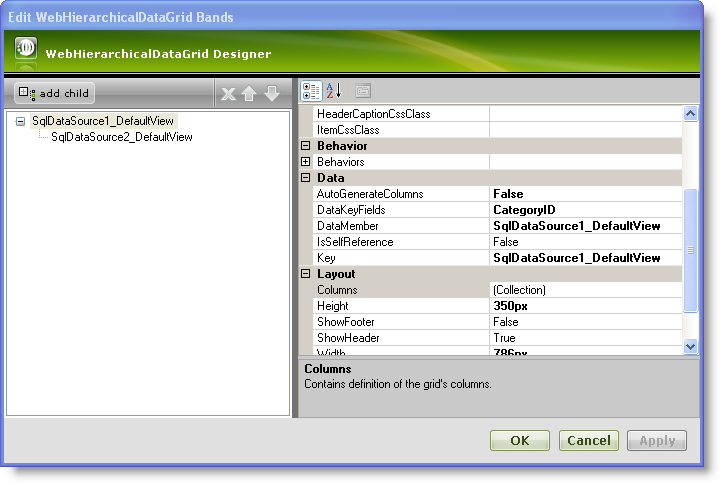 Edit WebHierarchicalDataGrid Bands
WebHierarchicalDataGrid Designer
add child
SqlDataSource1_DefaultView
SqlDataSource2_DefaultView
HeaderCaptionCssClass
ItemCssClass
Behavior
Behaviors
Data
AutoGenerateColumns False
DataKeyFields CategoryID
DataMember SqlDataSource1_DefaultView
IsSelfReference False
Key SqlDataSource1_DefaultView
Layout
Columns (Collection)
Height 350px
ShowFooter False
ShowHeader True
Width 786px
Columns
Contains definition of the grid's columns.
OK Cancel Apply